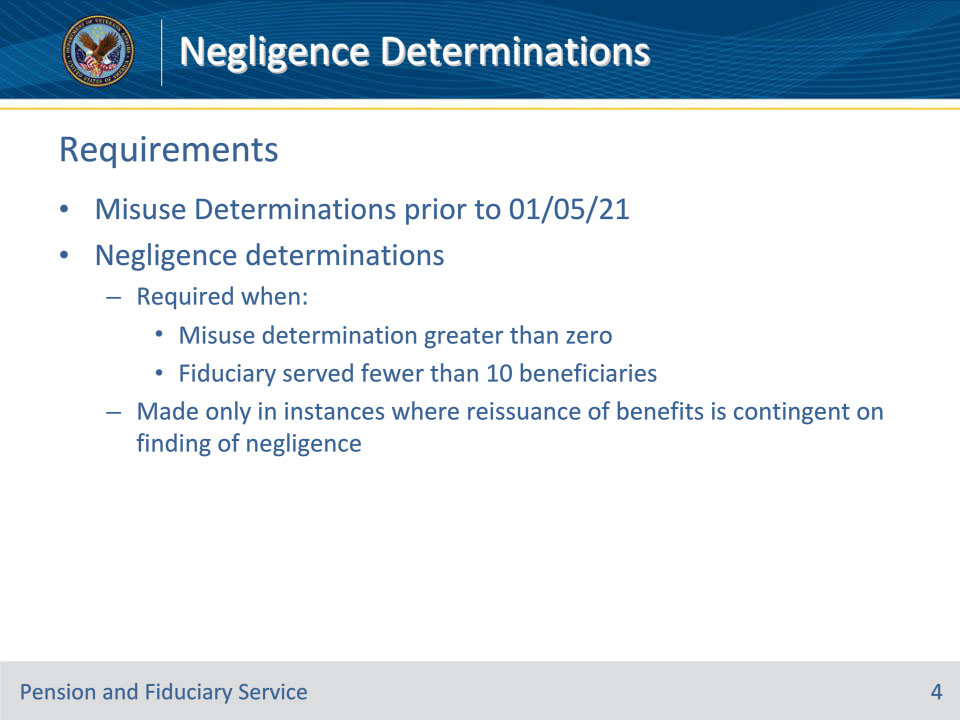 Negligence Determinations
Requirements
• Misuse Determinations prior to 01/05/21
• Negligence determinations
– Required when:
• Misuse determination greater than zero
• Fiduciary served fewer than 10 beneficiaries
– Made only in instances where reissuance of benefits is contingent on
finding of negligence
Pension and Fiduciary Service
4